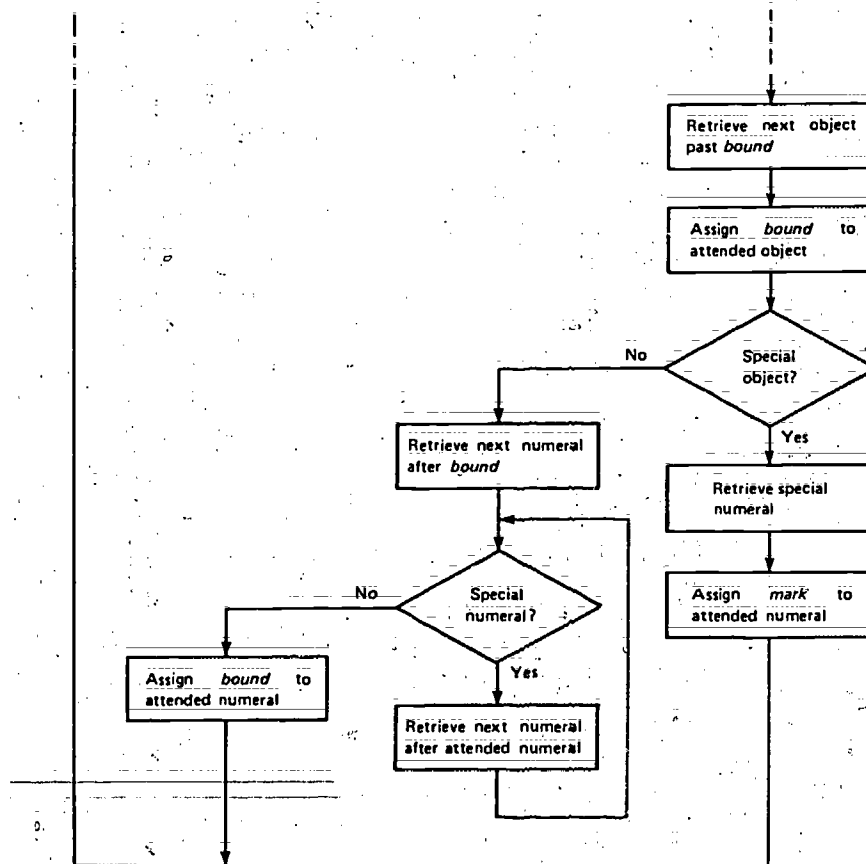 Retrieve next object
past bound
Assign bound to
attended object
Special
object?
No
Yes
Retrieve next numeral
after bound
Retrieve special
numeral
Special
numeral?
No
Yes
Assign mark to
attended numeral
Assign bound to
attended numeral
Retrieve next numeral
after attended numeral